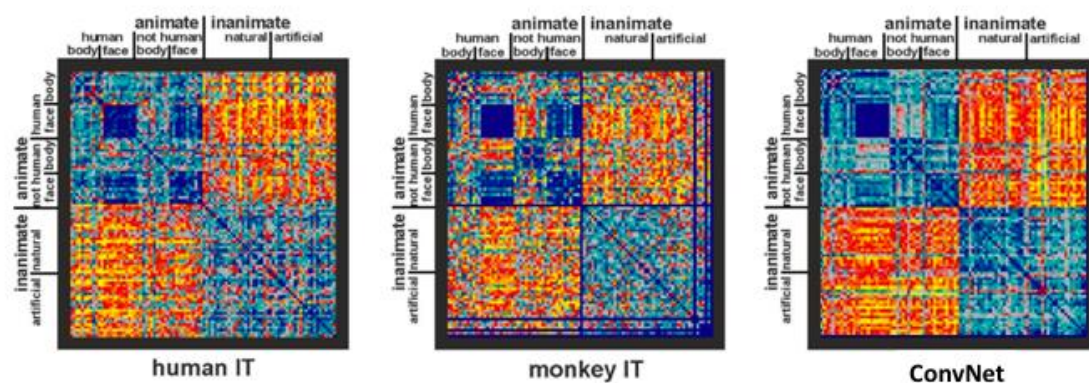 animate inanimate
human not human natural artificial
body face body face
animate inanimate
human not human natural artificial
body face body face
animate inanimate
human not human natural artificial
body face body face
animate
human
body
face
not human
body
face
inanimate
natural
artificial
animate
human
body
face
not human
body
face
inanimate
natural
artificial
animate
human
body
face
not human
body
face
inanimate
natural
artificial
human IT
monkey IT
ConvNet